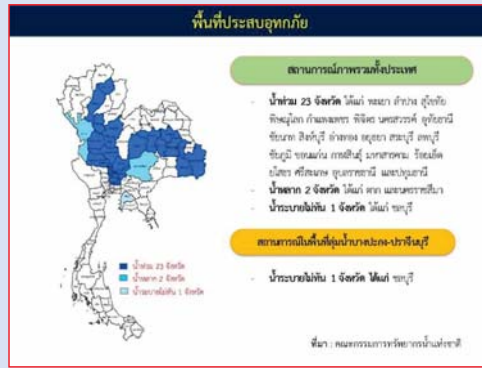 พื้นที่ประสบอุทกภัย
สถานการณ์ภาพรวมทั้งประเทศ
- น้ำท่วม 23 จังหวัด ได้แก่ พะเยา ลำปาง สุโขทัย
พิษณุโลก กำแพงเพชร พิจิตร นครสวรรค์ อุทัยธานี
ชัยนาท สิงห์บุรี อ่างทอง อยุธยา สระบุรี ลพบุรี
ชัยภูมิ ขอนแก่น กาฬสินธุ์ มหาสารคาม ร้อยเอ็ด
ยโสธร ศรีสะเกษ อุบลราชธานี และปทุมธานี
- น้ำหลาก 2 จังหวัด ได้แก่ ตาก และนครราชสีมา
- น้ำระบายไม่ทัน 1 จังหวัด ได้แก่ ชลบุรี
สถานการณ์ในพื้นที่ลุ่มน้ำบางปะกง-ปราจีนบุรี
- น้ำระบายไม่ทัน 1 จังหวัด ได้แก่ ชลบุรี
น้ำท่วม 23 จังหวัด
น้ำหลาก 2 จังหวัด
น้ำระบายไม่ทัน 1 จังหวัด
ที่มา : คณะกรรมการทรัพยากรน้ำแห่งชาติ